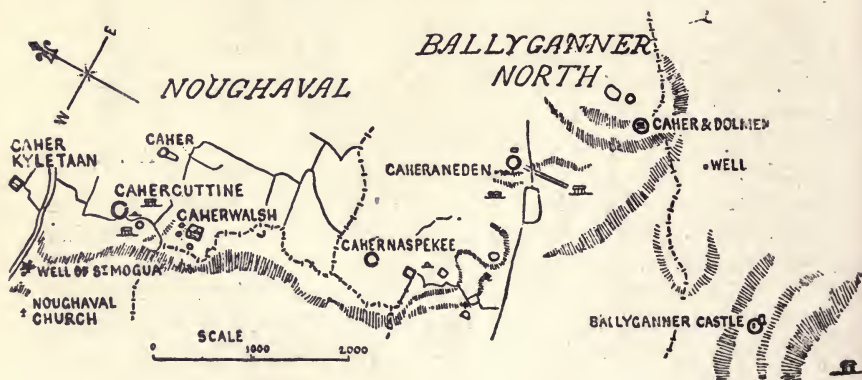 E
W
NOUGHAVAL
BALLYGANNER
NORTH
CAHER
KYLETAAN
CAHER
CAHERCUTTINE
CAHERWALSH
CAHERANEDEN
CAHER & DOLMEN
WELL
CAHERNASPEKEE
WELL OF ST MOGUA
NOUGHAVAL
CHURCH
BALLYGANNER CASTLE
SCALE
0 1000 2.000